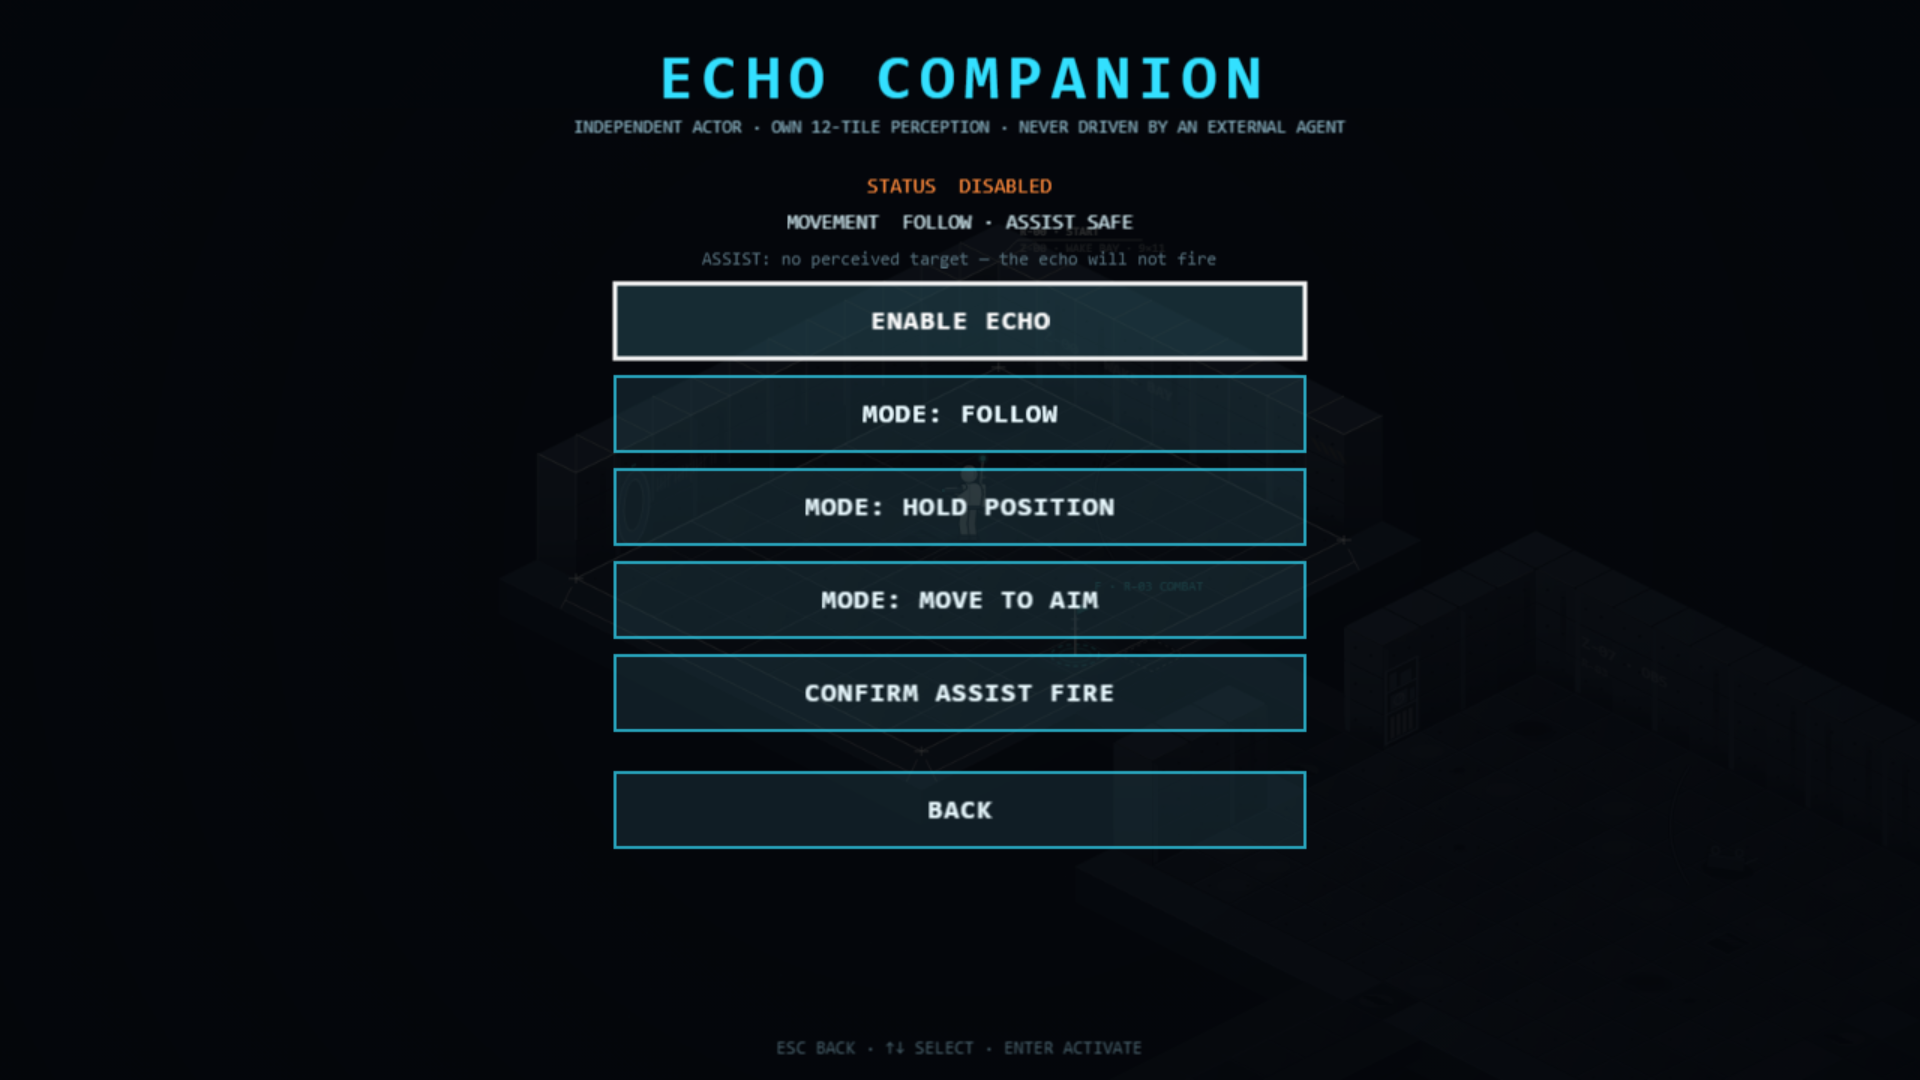 ECHO COMPANION
INDEPENDENT ACTOR · OWN 12-TILE PERCEPTION · NEVER DRIVEN BY AN EXTERNAL AGENT
STATUS DISABLED
MOVEMENT FOLLOW · ASSIST SAFE
ASSIST: no perceived target — the echo will not fire
ENABLE ECHO
MODE: FOLLOW
MODE: HOLD POSITION
MODE: MOVE TO AIM
R-03 COMBAT
CONFIRM ASSIST FIRE
BACK
ESC BACK · ↑↓ SELECT · ENTER ACTIVATE